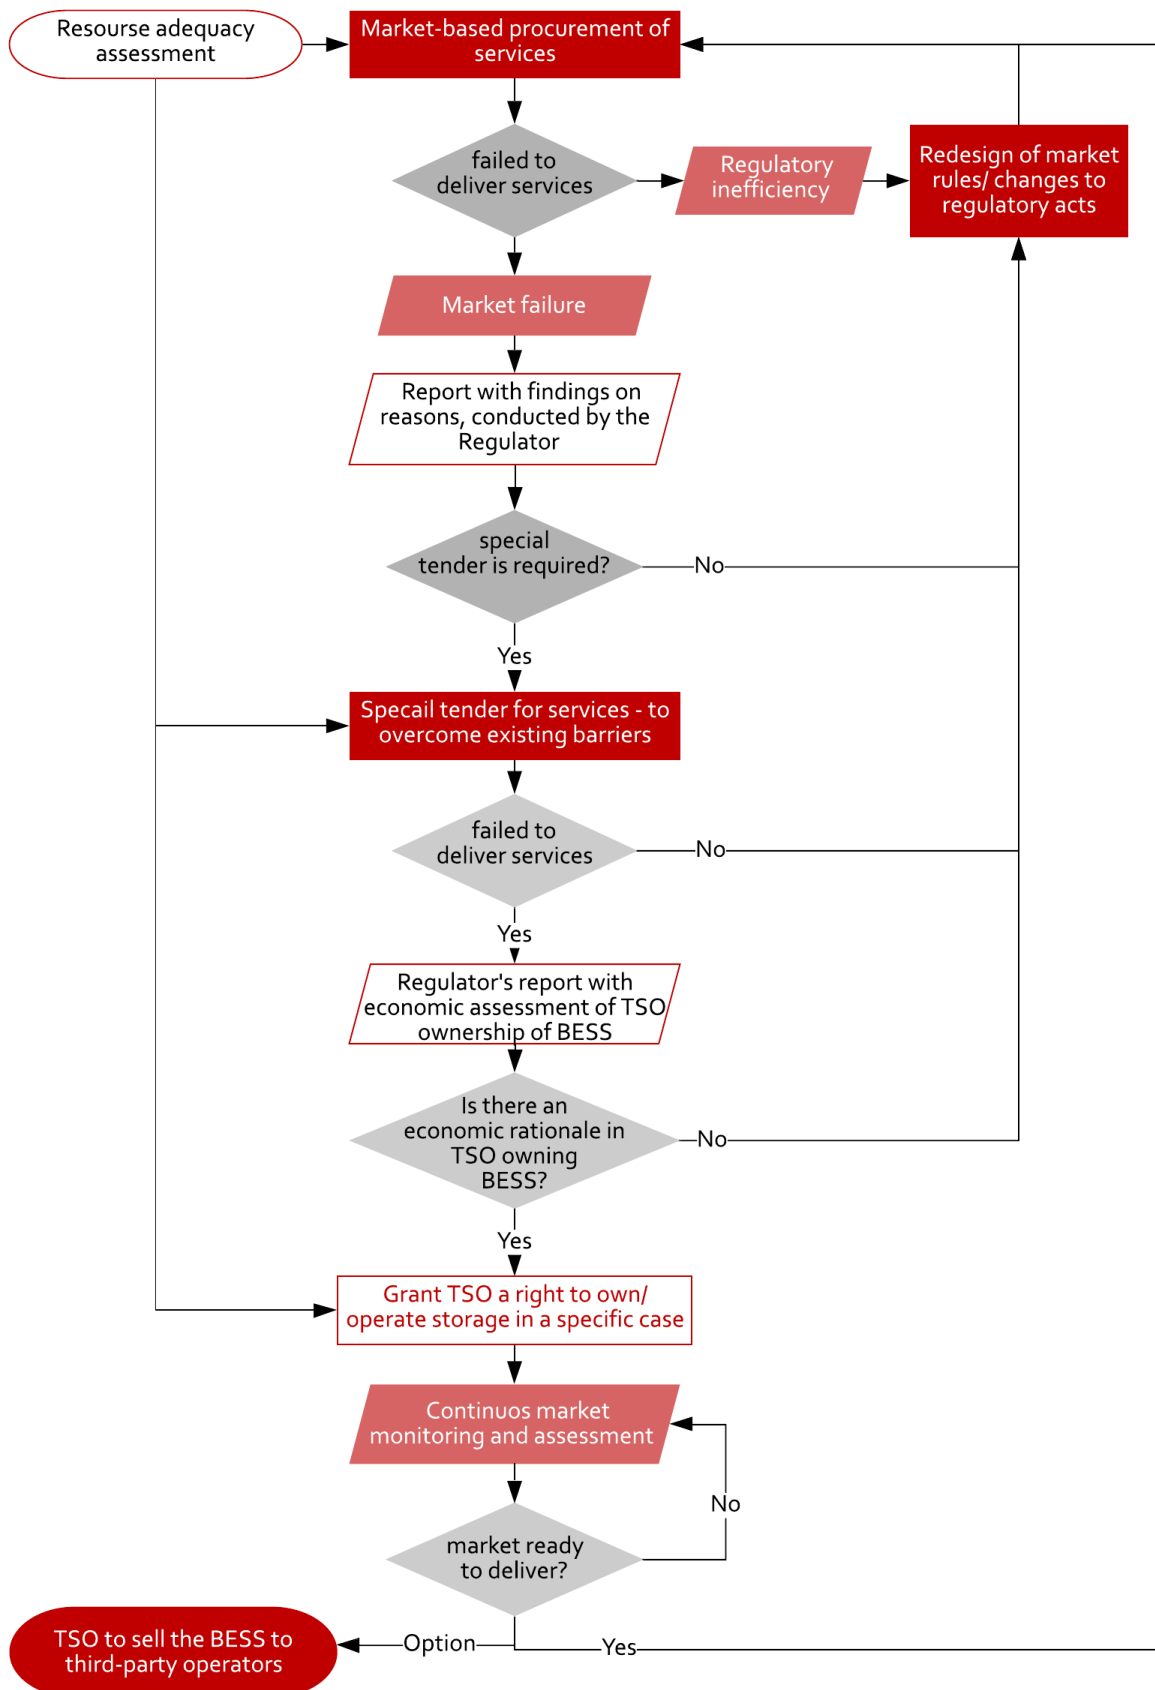 Resourse adequacy
assessment
Market-based procurement of
services
failed to
deliver services
Regulatory
inefficiency
Redesign of market
rules/ changes to
regulatory acts
Market failure
Report with findings on
reasons, conducted by the
Regulator
special
tender is required?
No
Yes
Specail tender for services - to
overcome existing barriers
failed to
deliver services
No
Yes
Regulator's report with
economic assessment of TSO
ownership of BESS
Is there an
economic rationale in
TSO owning
BESS?
No
Yes
Grant TSO a right to own/
operate storage in a specific case
Continuos market
monitoring and assessment
No
market ready
to deliver?
TSO to sell the BESS to
third-party operators
Option
Yes